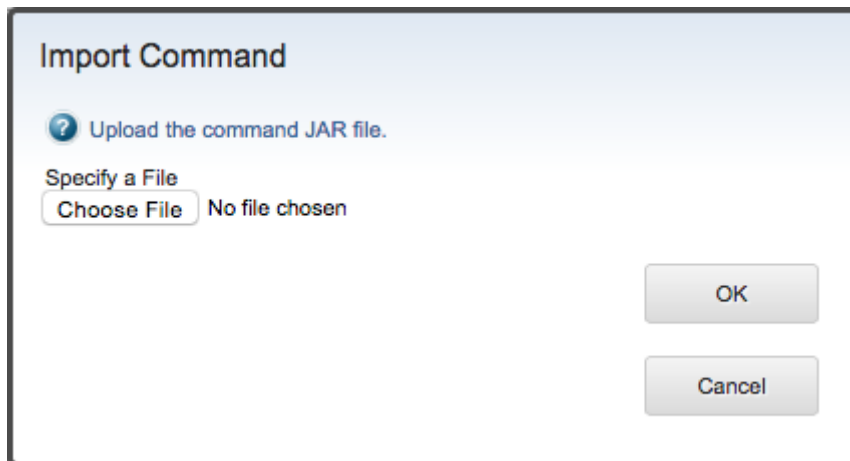 Import Command
? Upload the command JAR file.
Specify a File
Choose File No file chosen
OK
Cancel